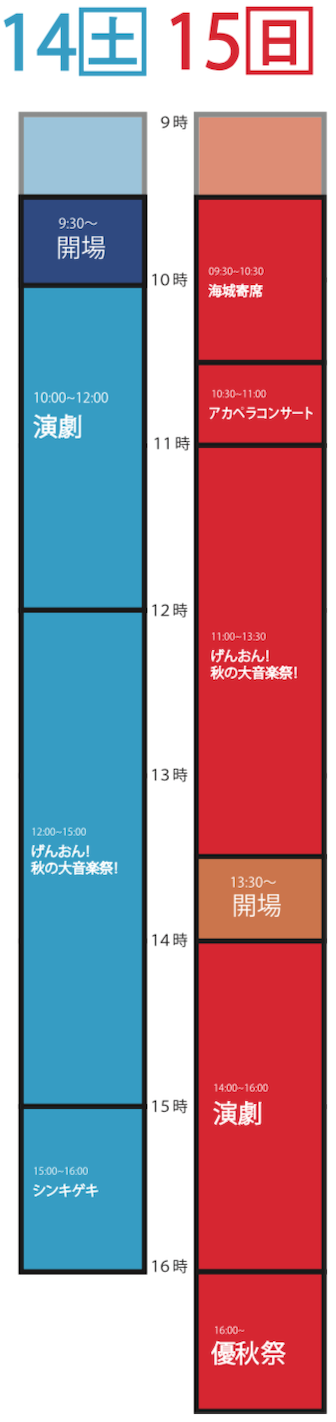 14土
15日
9時
10時
11時
12時
13時
14時
15時
16時
9:30〜
開場
10:00~12:00
演劇
12:00~15:00
げんおん!
秋の大音楽祭!
15:00~16:00
シンキゲキ
09:30~10:30
海城寄席
10:30~11:00
アカペラコンサート
11:00~13:30
げんおん!
秋の大音楽祭!
13:30〜
開場
14:00~16:00
演劇
16:00~
優秋祭